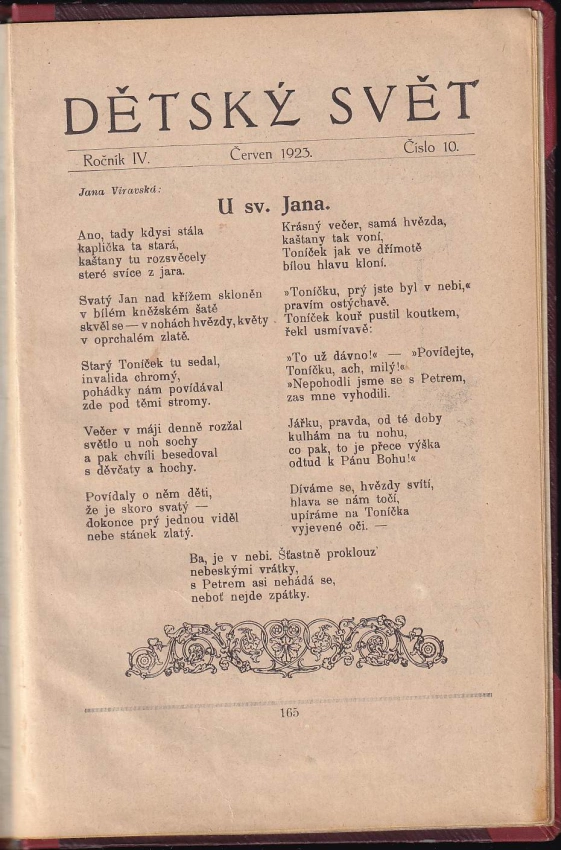 DĚTSKÝ SVĚT
Ročník IV. Červen 1923. Číslo 10.
Jana Viravská:
U sv. Jana.
Ano, tady kdysi stála
kaplička ta stará,
kaštany tu rozsvěcely
steré svíce z jara.
Svatý Jan nad křížem skloněn
v bílém kněžském šatě
skvěl se — v nohách hvězdy, květy
v oprchalém zlatě.
Starý Toníček tu sedal,
invalida chromý,
pohádky nám povídával
zde pod těmi stromy.
Večer v máji denně rozžal
světlo u noh sochy
a pak chvíli besedoval
s děvčaty a hochy.
Povídaly o něm děti,
že je skoro svatý —
dokonce prý jednou viděl
nebe stánek zlatý.
Krásný večer, samá hvězda,
kaštany tak voní,
Toníček jak ve dřímotě
bílou hlavu kloní.
»Toníčku, prý jste byl v nebi,«
pravím ostýchavě.
Toníček kouř pustil koutkem,
řekl usmívavě:
»To už dávno!« — »Povídejte,
Toníčku, ach, milý!«
»Nepohodli jsme se s Petrem,
zas mne vyhodili.
Jářku, pravda, od té doby
kulhám na tu nohu,
co pak, to je přece výška
odtud k Pánu Bohu!«
Díváme se, hvězdy svítí,
hlava se nám točí,
upíráme na Toníčka
vyjevené oči. —
Ba, je v nebi. Šťastně proklouz'
nebeskými vrátky,
s Petrem asi nehádá se,
neboť nejde zpátky.
165